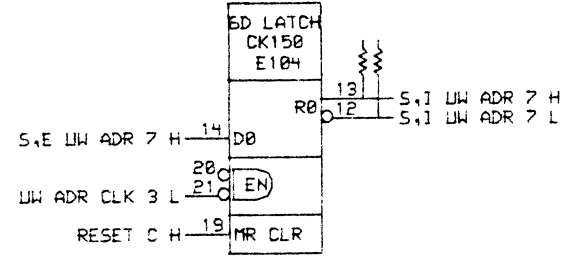 6D LATCH
CK150
E104
R0
13 S,I UW ADR 7 H
12 S,I UW ADR 7 L
S,E UW ADR 7 H 14 D0
20
UW ADR CLK 3 L 21 EN
RESET C H 19 MR CLR